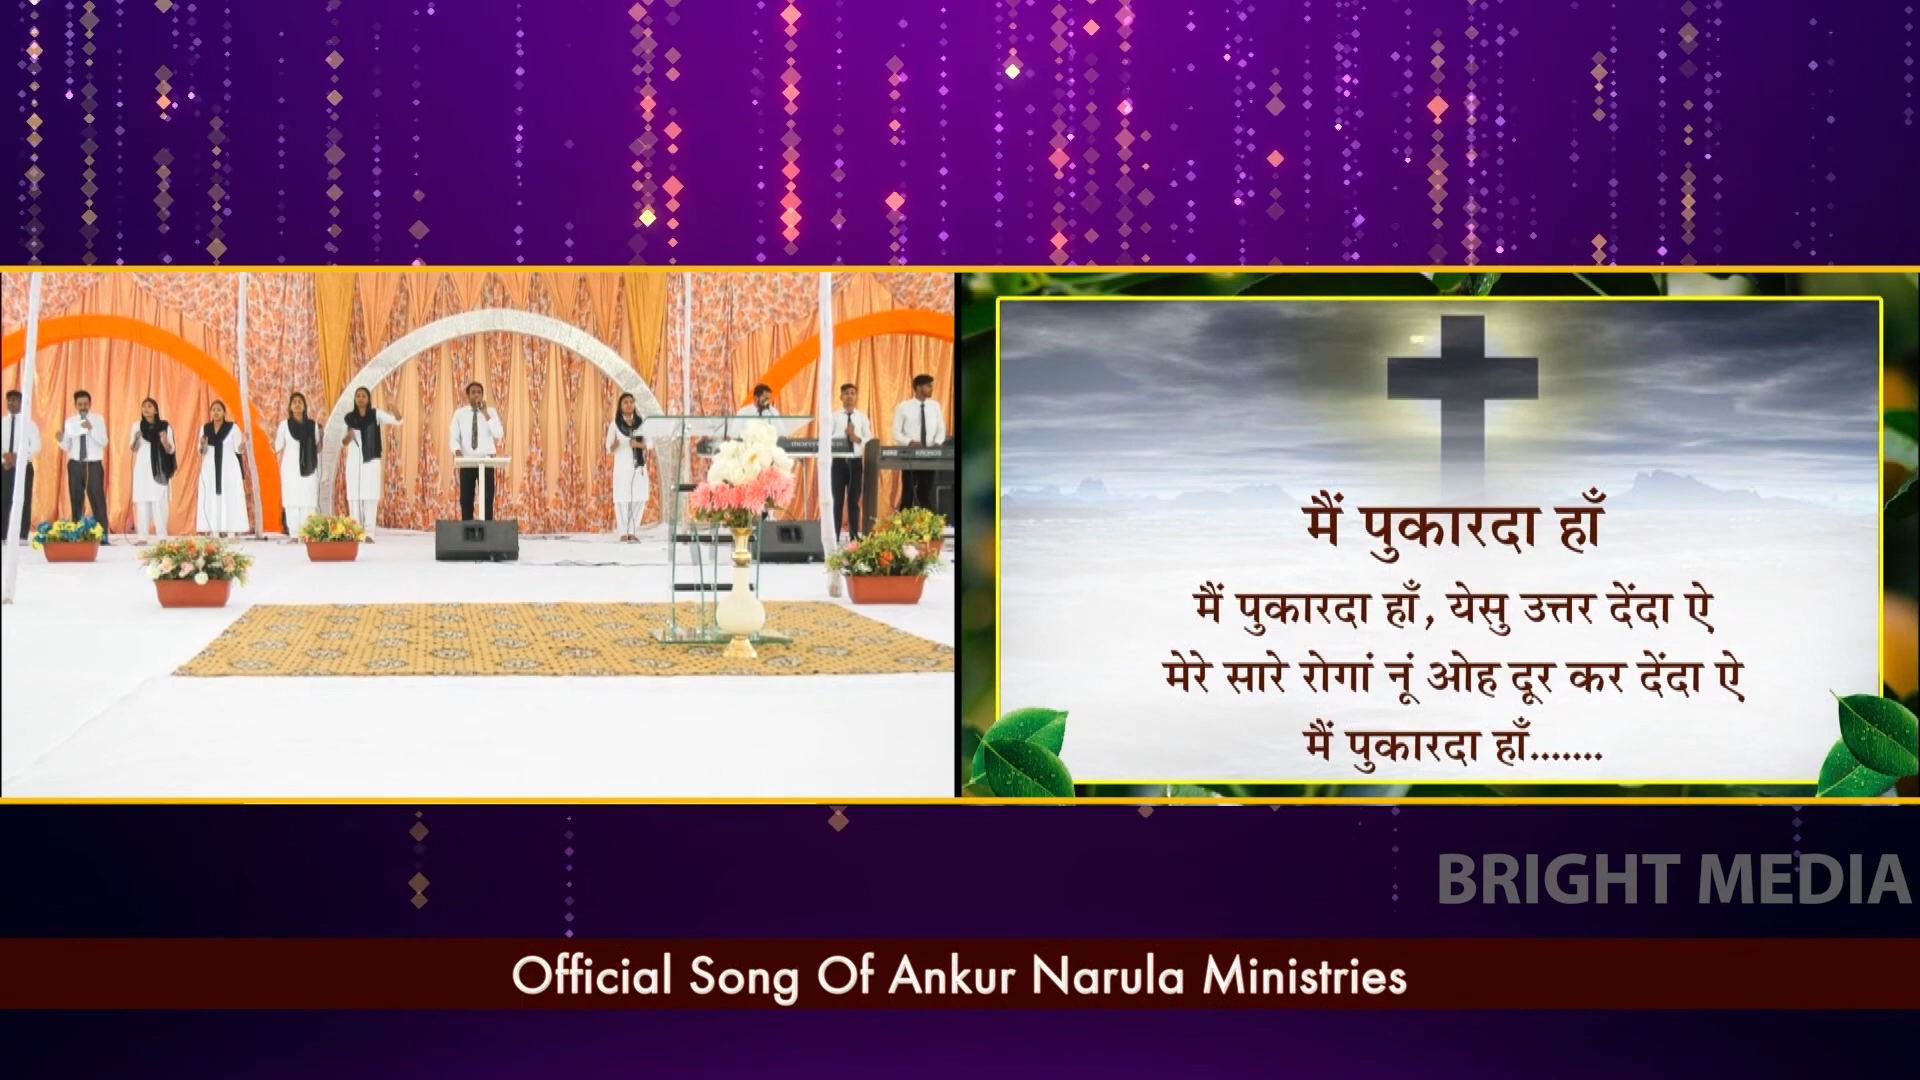 मैं पुकारदा हाँ
मैं पुकारदा हाँ, येसु उत्तर देंदा ऐ
मेरे सारे रोगां नूं ओह दूर कर देंदा ऐ
मैं पुकारदा हाँ.......
BRIGHT MEDIA
Official Song Of Ankur Narula Ministries